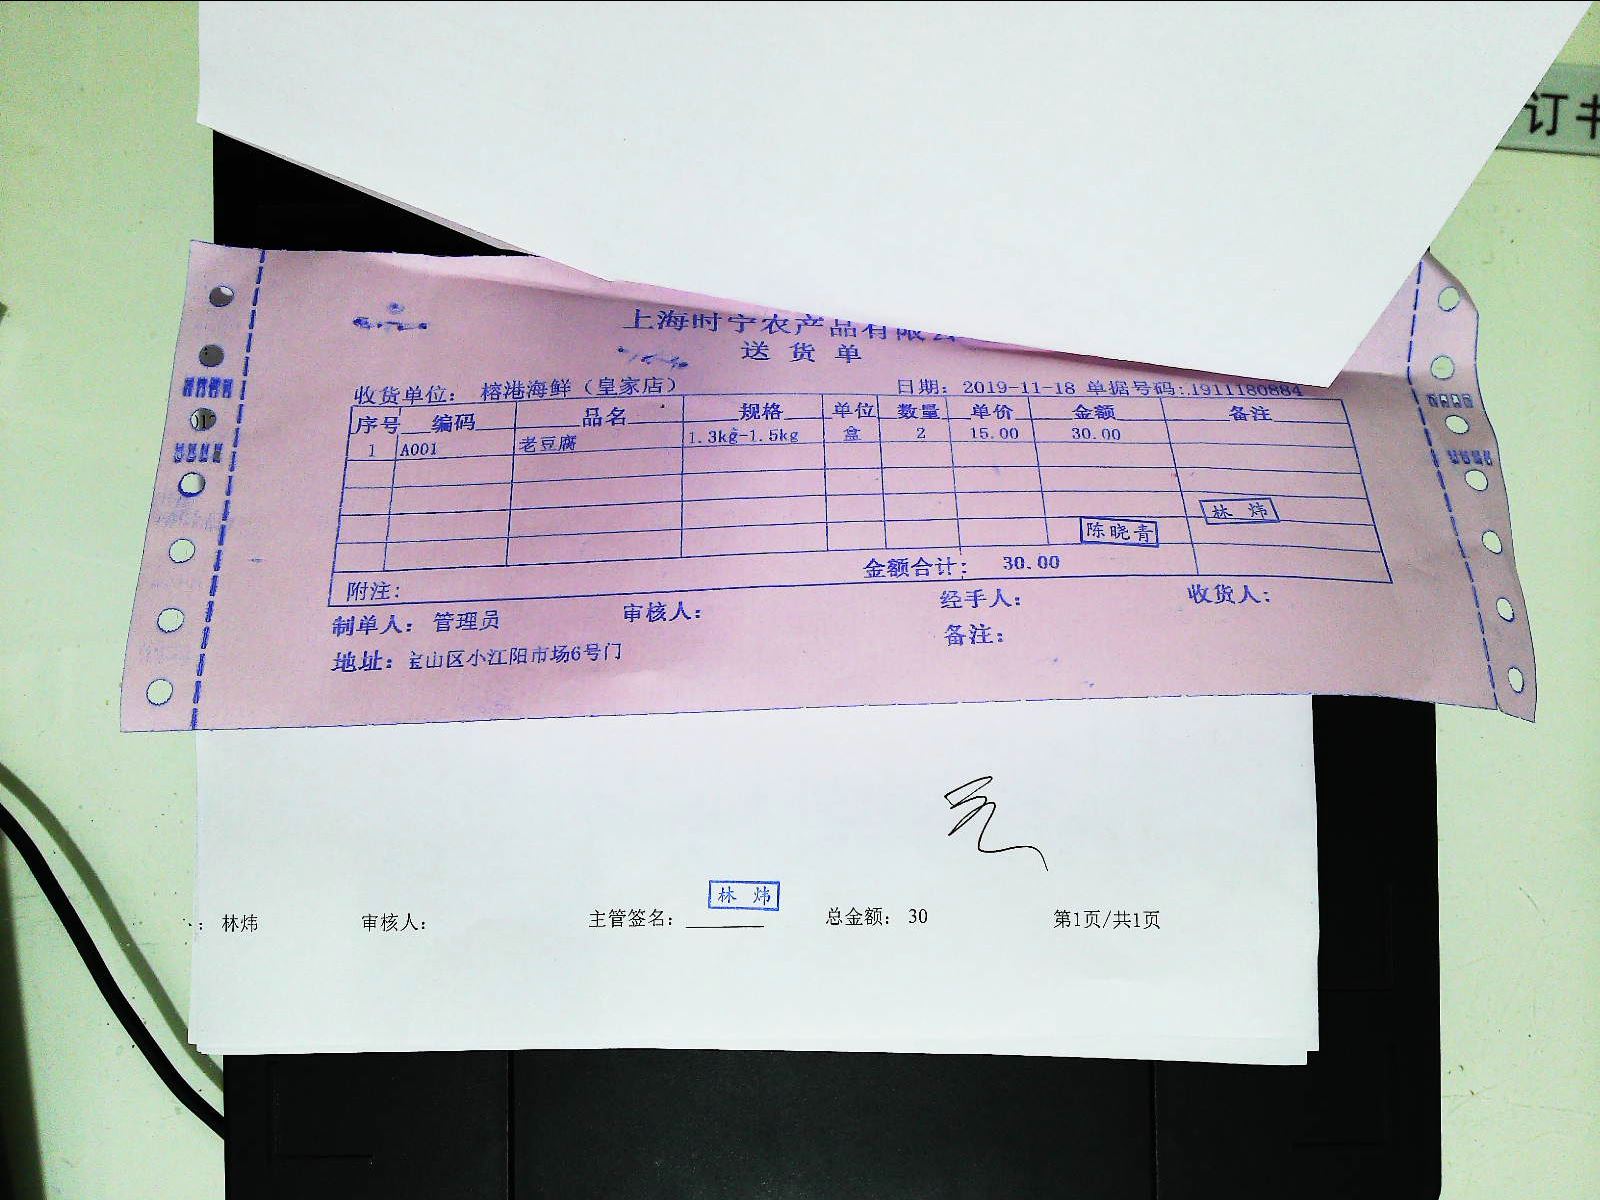 订书
上海时宁农产品有限公
送货单
收货单位： 榕港海鲜（皇家店） 日期：2019-11-18 单据号码：1911180884
序号 编码 品名 规格 单位 数量 单价 金额 备注
1 A001 老豆腐 1.3kg-1.5kg 盒 2 15.00 30.00
林炜
陈晓青
金额合计： 30.00
附注：
制单人： 管理员 审核人： 经手人： 收货人：
地址：宝山区小江阳市场6号门 备注：
林炜
：林炜 审核人： 主管签名： 总金额： 30 第1页/共1页